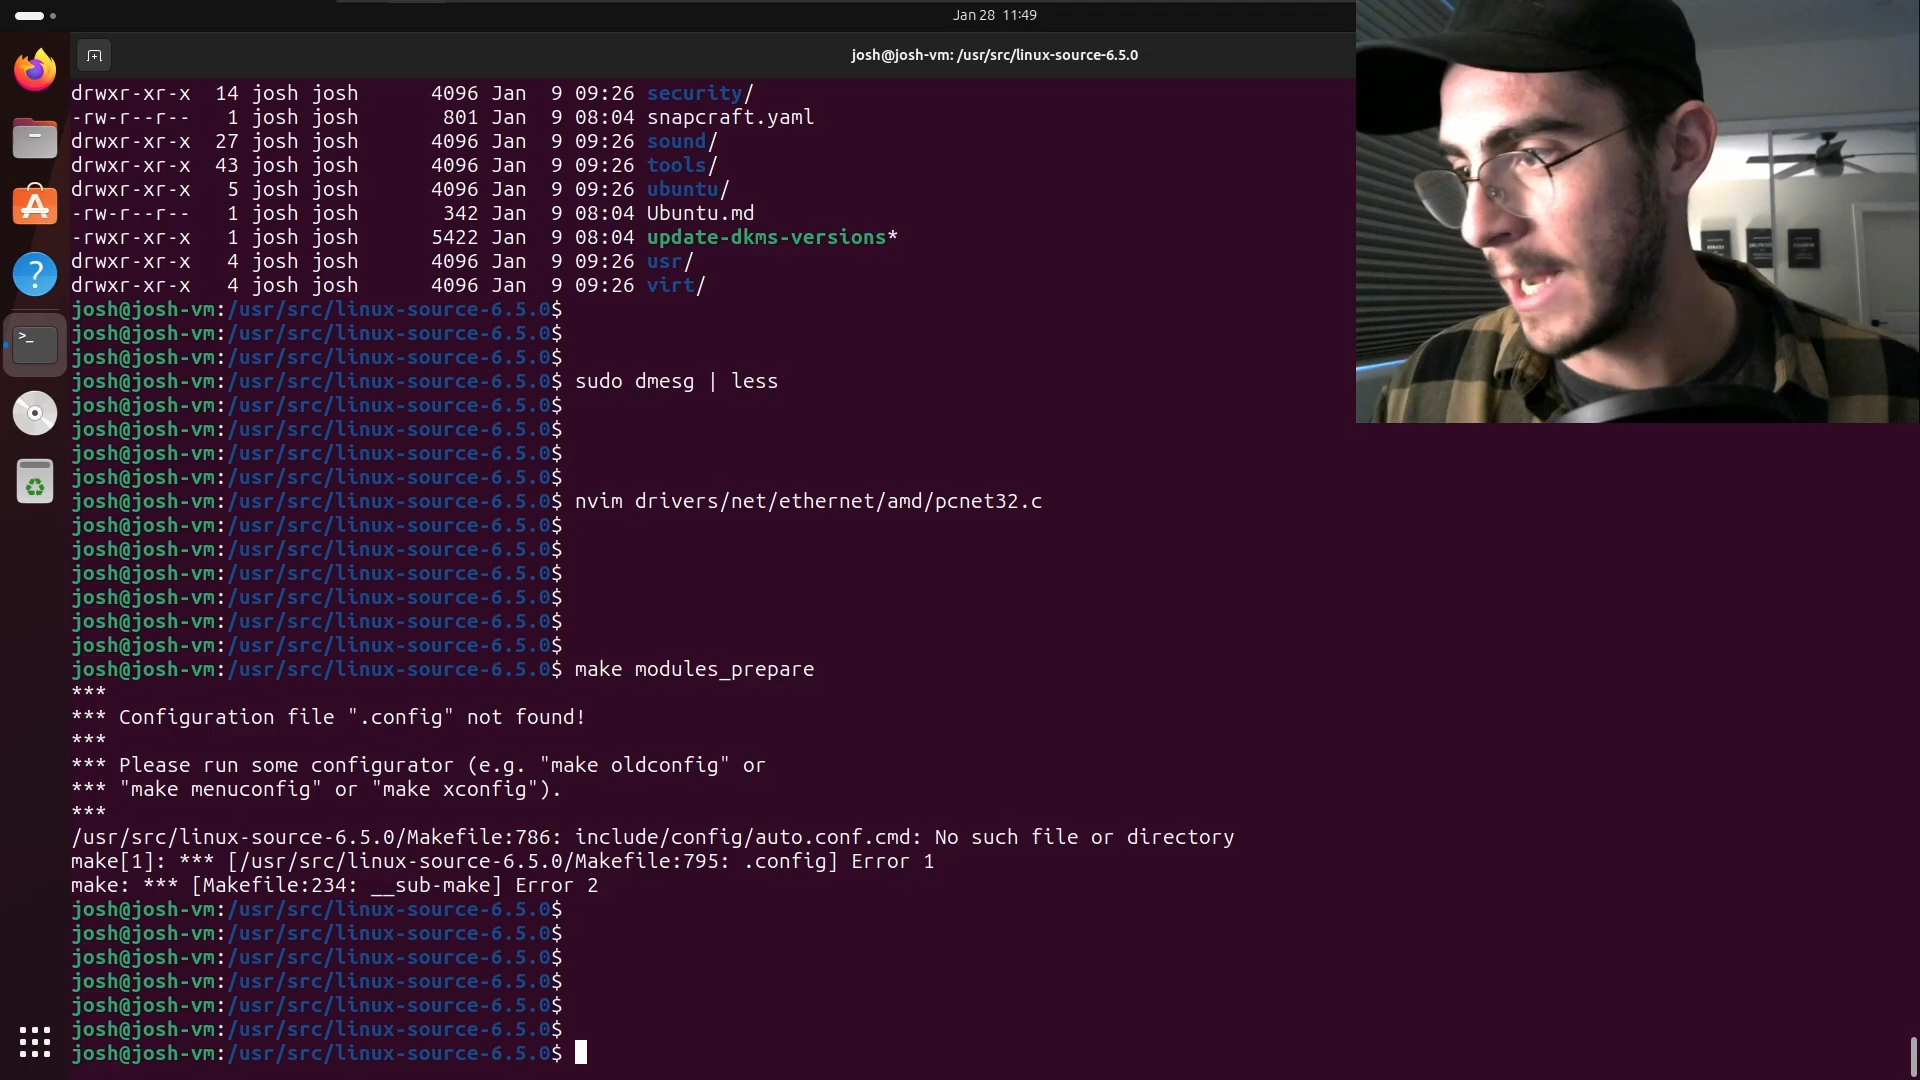 Jan 28 11:49
josh@josh-vm: /usr/src/linux-source-6.5.0
drwxr-xr-x 14 josh josh 4096 Jan 9 09:26 security/
-rw-r--r-- 1 josh josh 801 Jan 9 08:04 snapcraft.yaml
drwxr-xr-x 27 josh josh 4096 Jan 9 09:26 sound/
drwxr-xr-x 43 josh josh 4096 Jan 9 09:26 tools/
drwxr-xr-x 5 josh josh 4096 Jan 9 09:26 ubuntu/
-rw-r--r-- 1 josh josh 342 Jan 9 08:04 Ubuntu.md
-rwxr-xr-x 1 josh josh 5422 Jan 9 08:04 update-dkms-versions*
drwxr-xr-x 4 josh josh 4096 Jan 9 09:26 usr/
drwxr-xr-x 4 josh josh 4096 Jan 9 09:26 virt/
josh@josh-vm:/usr/src/linux-source-6.5.0$
josh@josh-vm:/usr/src/linux-source-6.5.0$
josh@josh-vm:/usr/src/linux-source-6.5.0$
josh@josh-vm:/usr/src/linux-source-6.5.0$ sudo dmesg | less
josh@josh-vm:/usr/src/linux-source-6.5.0$
josh@josh-vm:/usr/src/linux-source-6.5.0$
josh@josh-vm:/usr/src/linux-source-6.5.0$
josh@josh-vm:/usr/src/linux-source-6.5.0$
josh@josh-vm:/usr/src/linux-source-6.5.0$ nvim drivers/net/ethernet/amd/pcnet32.c
josh@josh-vm:/usr/src/linux-source-6.5.0$
josh@josh-vm:/usr/src/linux-source-6.5.0$
josh@josh-vm:/usr/src/linux-source-6.5.0$
josh@josh-vm:/usr/src/linux-source-6.5.0$
josh@josh-vm:/usr/src/linux-source-6.5.0$
josh@josh-vm:/usr/src/linux-source-6.5.0$
josh@josh-vm:/usr/src/linux-source-6.5.0$ make modules_prepare
***
*** Configuration file ".config" not found!
***
*** Please run some configurator (e.g. "make oldconfig" or
*** "make menuconfig" or "make xconfig").
***
/usr/src/linux-source-6.5.0/Makefile:786: include/config/auto.conf.cmd: No such file or directory
make[1]: *** [/usr/src/linux-source-6.5.0/Makefile:795: .config] Error 1
make: *** [Makefile:234: __sub-make] Error 2
josh@josh-vm:/usr/src/linux-source-6.5.0$
josh@josh-vm:/usr/src/linux-source-6.5.0$
josh@josh-vm:/usr/src/linux-source-6.5.0$
josh@josh-vm:/usr/src/linux-source-6.5.0$
josh@josh-vm:/usr/src/linux-source-6.5.0$
josh@josh-vm:/usr/src/linux-source-6.5.0$
josh@josh-vm:/usr/src/linux-source-6.5.0$